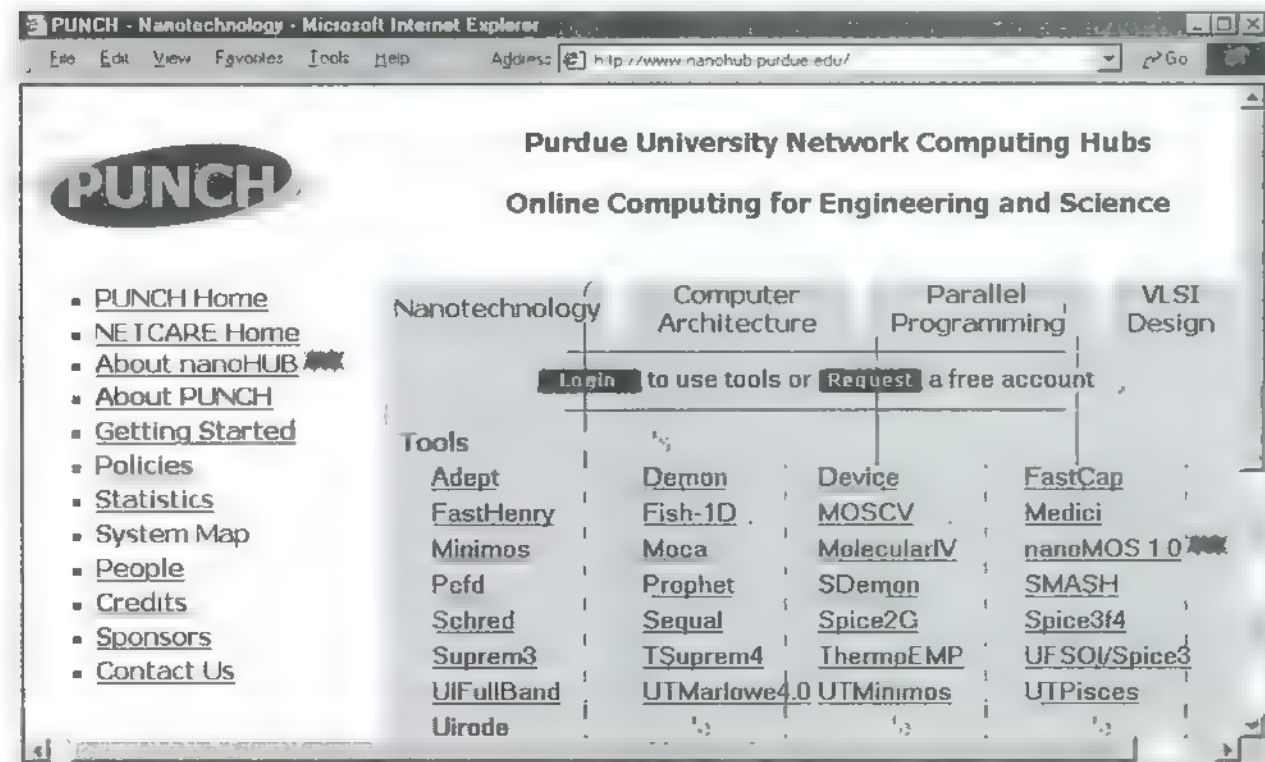 PUNCH - Nanotechnology - Microsoft Internet Explorer
File Edit View Favorites Tools Help Address http://www.nanohub.purdue.edu/ Go
PUNCH
Purdue University Network Computing Hubs
Online Computing for Engineering and Science
PUNCH Home
NETCARE Home
About nanoHUB
About PUNCH
Getting Started
Policies
Statistics
System Map
People
Credits
Sponsors
Contact Us
Nanotechnology
Computer Architecture
Parallel Programming
VLSI Design
Login to use tools or Request a free account
Tools
Adept Demon Device FastCap
FastHenry Fish-1D MOSCV Medici
Minimos Moca MolecularIV nanoMOS 1 0
Pcfd Prophet SDemon SMASH
Schred Sequal Spice2G Spice3f4
Suprem3 TSuprem4 ThermoEMP UFSOI/Spice3
UIFullBand UTMarlowe4.0 UTMinimos UTPisces